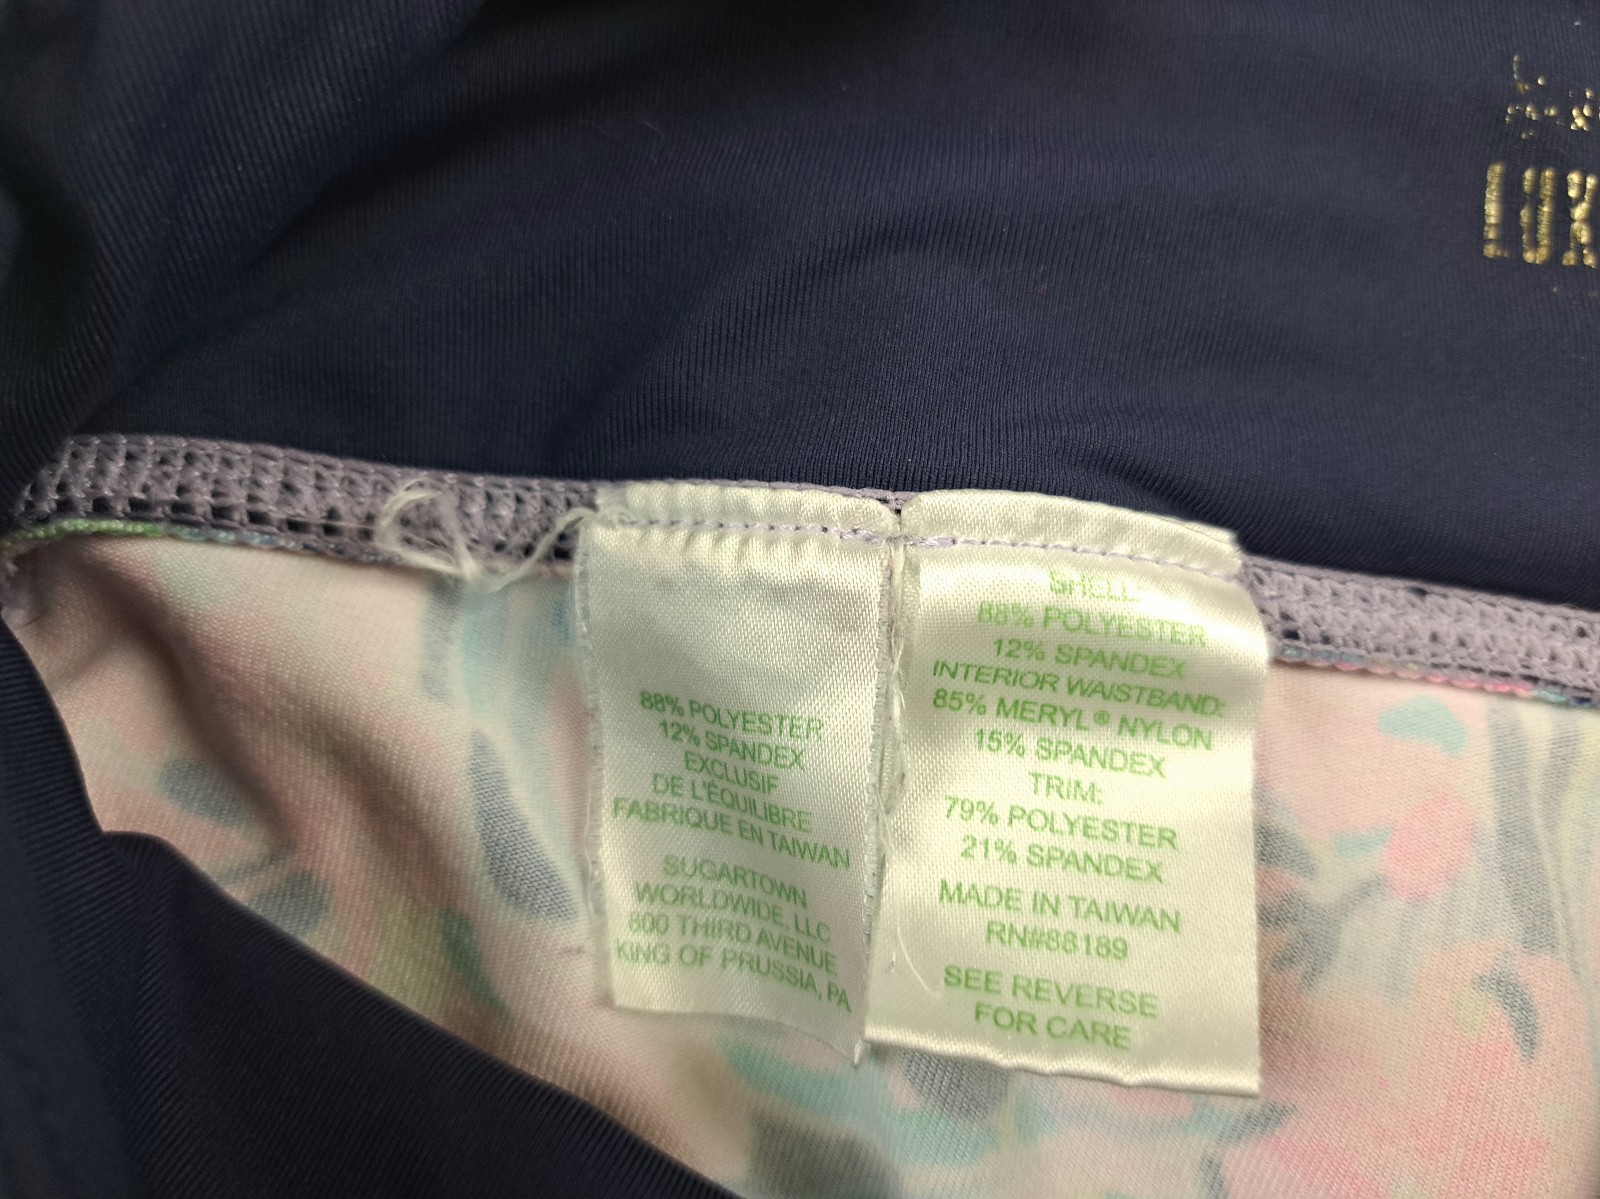 LUX
88% POLYESTER
12% SPANDEX
EXCLUSIF
DE L'ÉQUILIBRE
FABRIQUE EN TAIWAN
SUGARTOWN
WORLDWIDE, LLC
800 THIRD AVENUE
KING OF PRUSSIA, PA
SHELL:
88% POLYESTER
12% SPANDEX
INTERIOR WAISTBAND:
85% MERYL® NYLON
15% SPANDEX
TRIM:
79% POLYESTER
21% SPANDEX
MADE IN TAIWAN
RN#88189
SEE REVERSE
FOR CARE